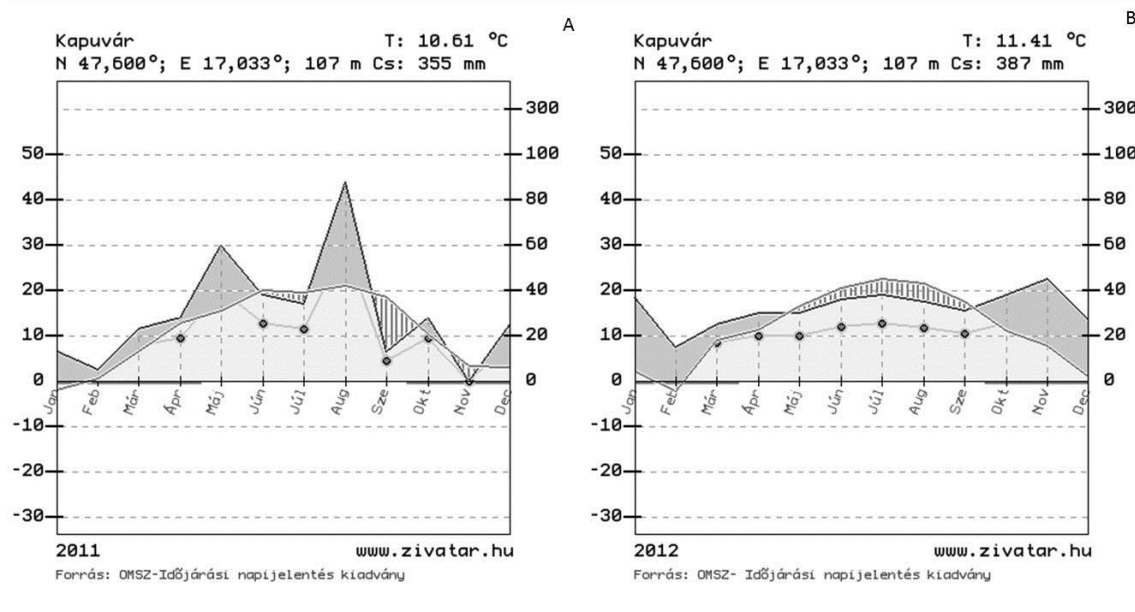 A
Kapuvár T: 10.61 °C
N 47,600°; E 17,033°; 107 m Cs: 355 mm
300
50 100
40 80
30 60
20 40
10 20
0 0
Jan Feb Már Ápr Máj Jún Júl Aug Sze Okt Nov Dec
-10
-20
-30
2011 www.zivatar.hu
Forrás: OMSZ-Időjárási napijelentés kiadvány
B
Kapuvár T: 11.41 °C
N 47,600°; E 17,033°; 107 m Cs: 387 mm
300
50 100
40 80
30 60
20 40
10 20
0 0
Jan Feb Már Ápr Máj Jún Júl Aug Sze Okt Nov Dec
-10
-20
-30
2012 www.zivatar.hu
Forrás: OMSZ- Időjárási napijelentés kiadvány